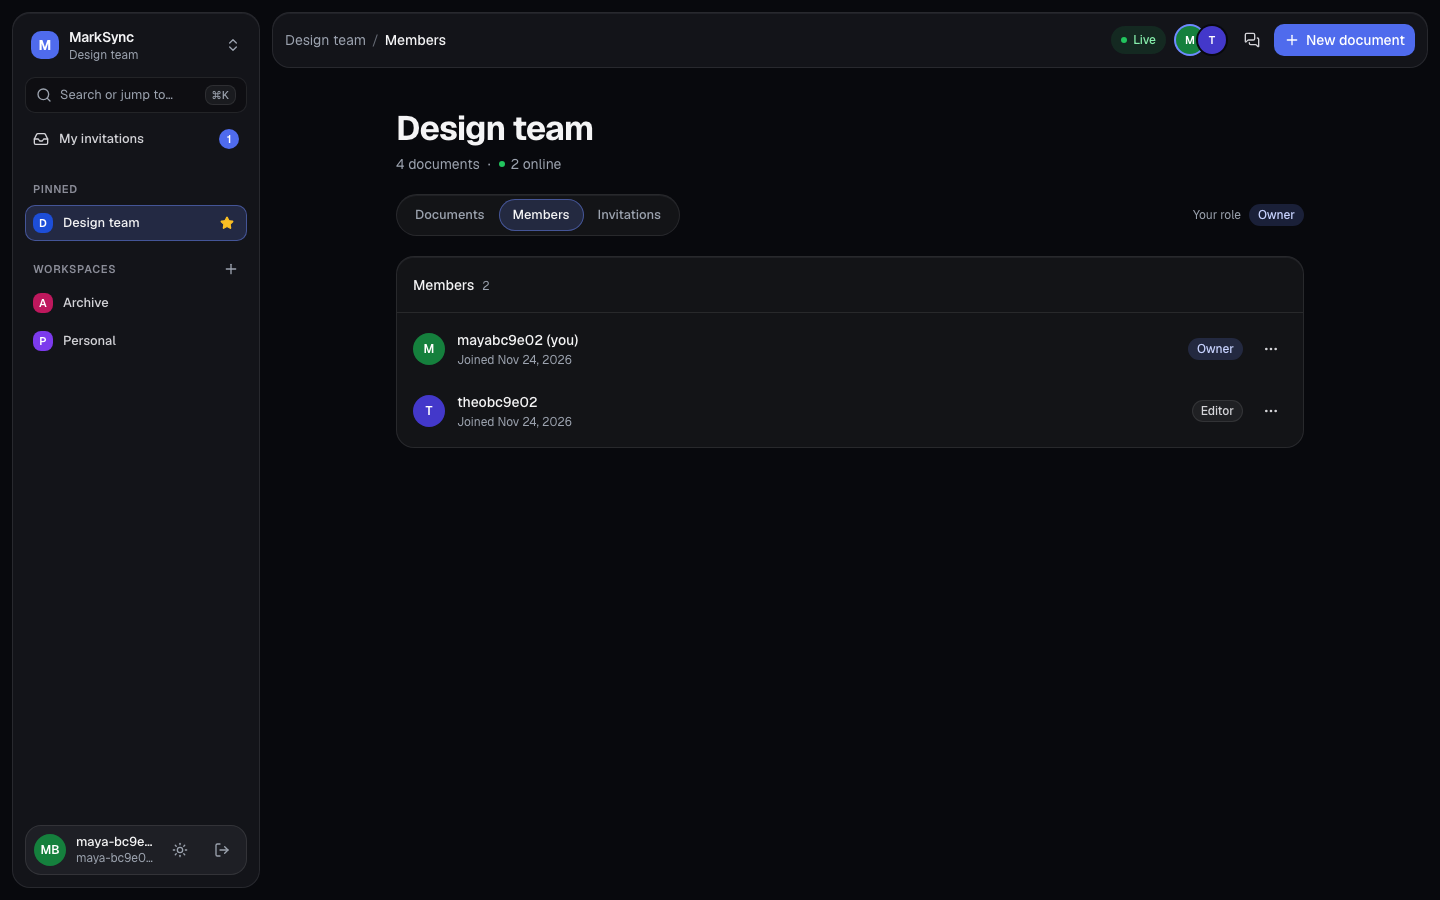 M
MarkSync
Design team
Search or jump to...
⌘K
My invitations
1
PINNED
D
Design team
WORKSPACES
A
Archive
P
Personal
MB
maya-bc9e...
maya-bc9e0...
Design team / Members
Live
M
T
New document
Design team
4 documents · 2 online
Documents
Members
Invitations
Your role
Owner
Members 2
M
mayabc9e02 (you)
Joined Nov 24, 2026
Owner
T
theobc9e02
Joined Nov 24, 2026
Editor